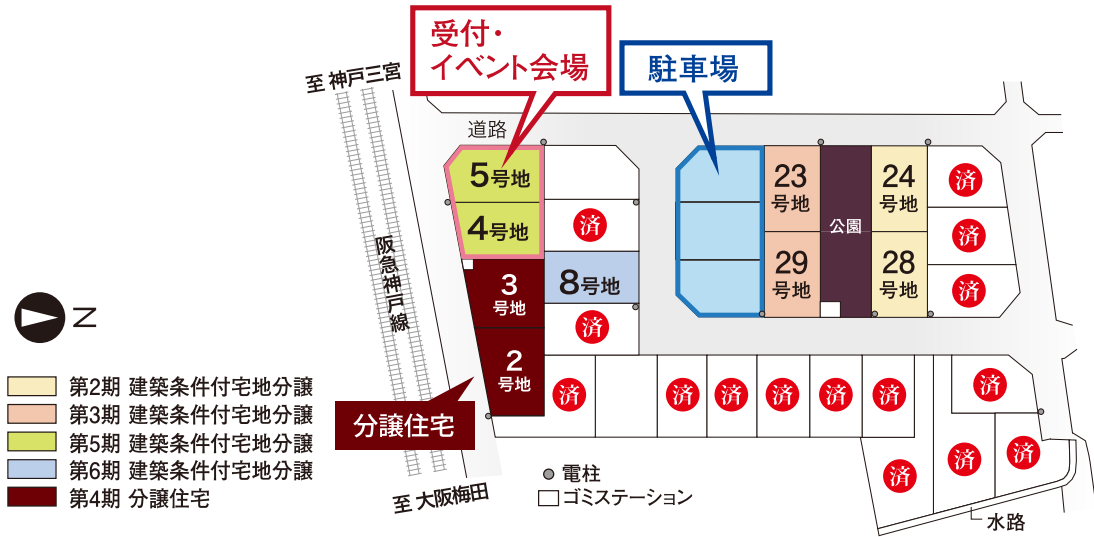 受付・
イベント会場
駐車場
至 神戸三宮
道路
5号地
4号地
3
号地
2
号地
済
8号地
済
済
23
号地
29
号地
公園
24
号地
28
号地
済
済
済
阪急神戸線
N
済
済
済
済
済
済
済
済
済
第2期 建築条件付宅地分譲
第3期 建築条件付宅地分譲
第5期 建築条件付宅地分譲
第6期 建築条件付宅地分譲
第4期 分譲住宅
分譲住宅
至 大阪梅田
電柱
ゴミステーション
水路